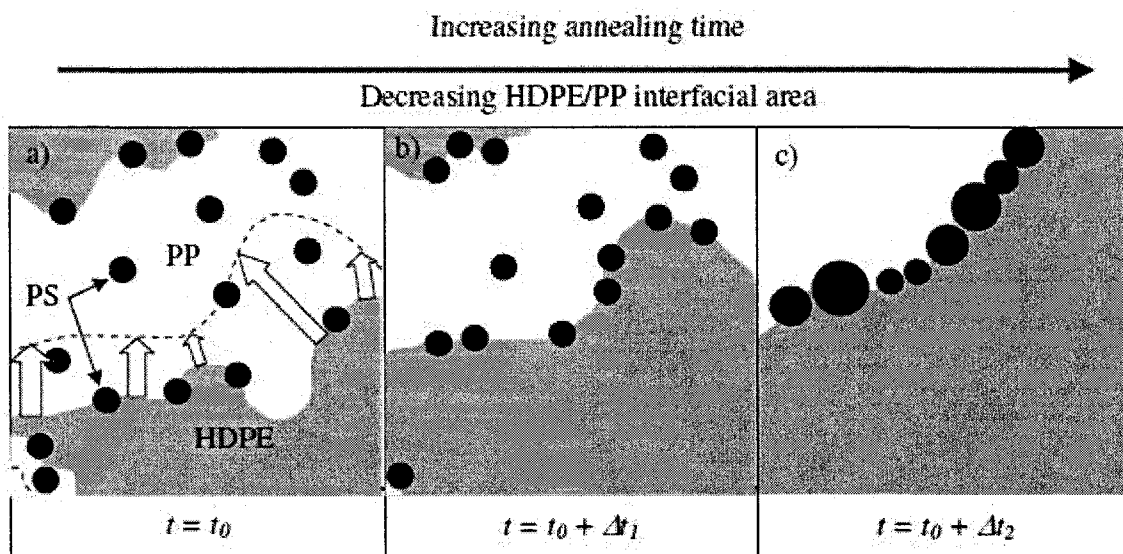 Increasing annealing time
Decreasing HDPE/PP interfacial area
a)
b)
c)
PP
PS
HDPE
t = t₀
t = t₀ + Δt₁
t = t₀ + Δt₂